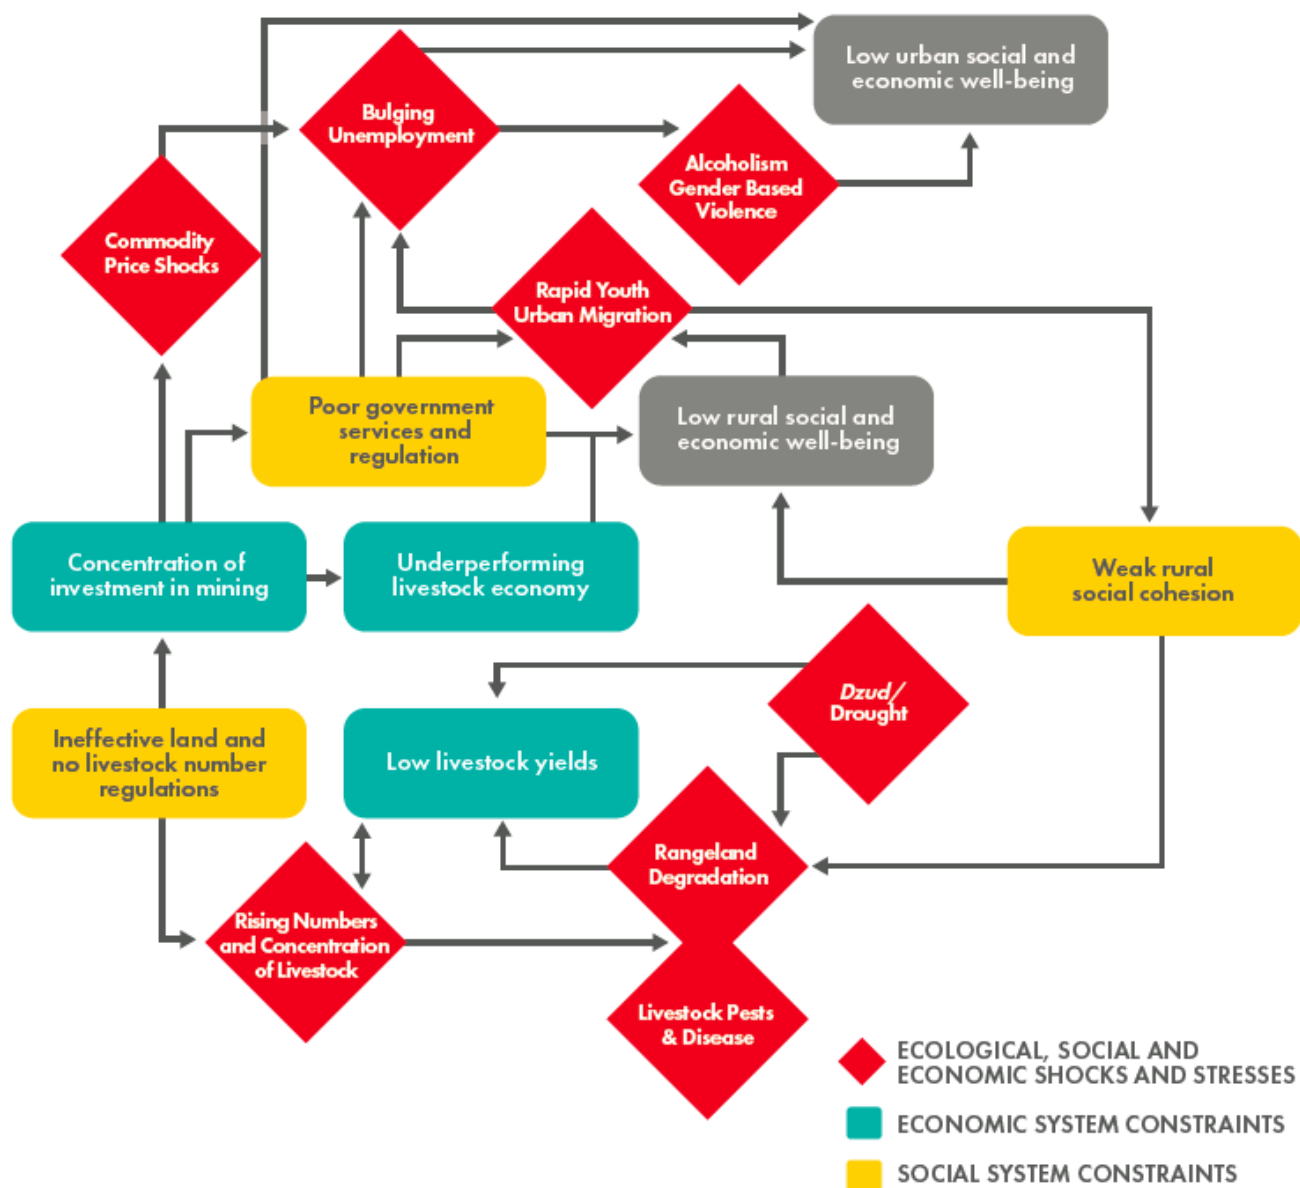 Low urban social and
economic well-being
Bulging
Unemployment
Alcoholism
Gender Based
Violence
Commodity
Price Shocks
Rapid Youth
Urban Migration
Poor government
services and
regulation
Low rural social and
economic well-being
Concentration of
investment in mining
Underperforming
livestock economy
Weak rural
social cohesion
Dzud/
Drought
Ineffective land and
no livestock number
regulations
Low livestock yields
Rangeland
Degradation
Rising Numbers
and Concentration
of Livestock
Livestock Pests
& Disease
ECOLOGICAL, SOCIAL AND
ECONOMIC SHOCKS AND STRESSES
ECONOMIC SYSTEM CONSTRAINTS
SOCIAL SYSTEM CONSTRAINTS